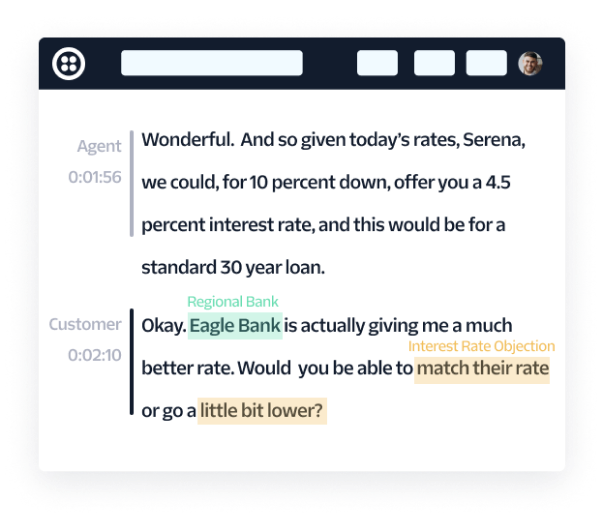 Agent
0:01:56
Wonderful. And so given today's rates, Serena,
we could, for 10 percent down, offer you a 4.5
percent interest rate, and this would be for a
standard 30 year loan.
Customer
0:02:10
Regional Bank
Okay. Eagle Bank is actually giving me a much
Interest Rate Objection
better rate. Would you be able to match their rate
or go a little bit lower?